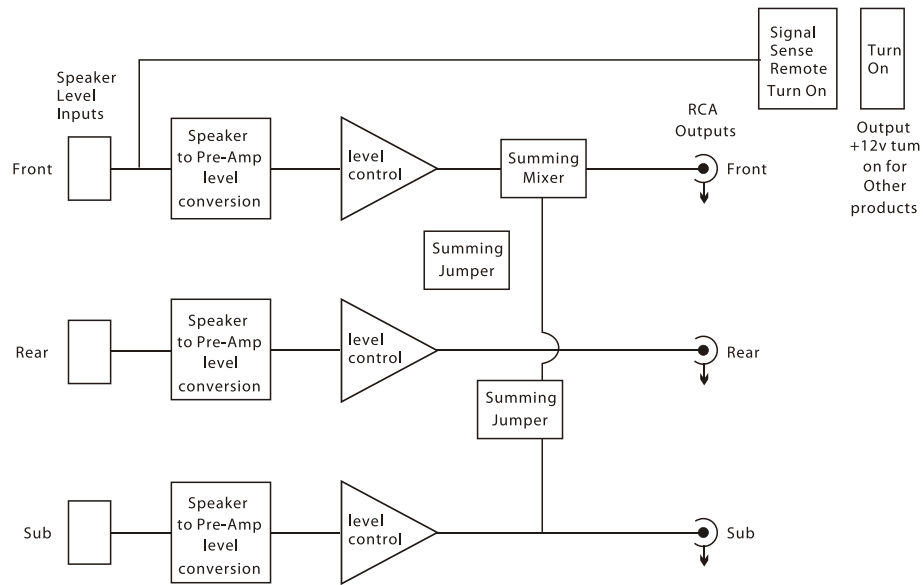 Signal
Sense
Remote
Turn On
Turn
On
Speaker
Level
Inputs
RCA
Outputs
Output
+12v turn
on for
Other
products
Front
Speaker
to Pre-Amp
level
conversion
level
control
Summing
Mixer
Front
Summing
Jumper
Rear
Speaker
to Pre-Amp
level
conversion
level
control
Rear
Summing
Jumper
Sub
Speaker
to Pre-Amp
level
conversion
level
control
Sub